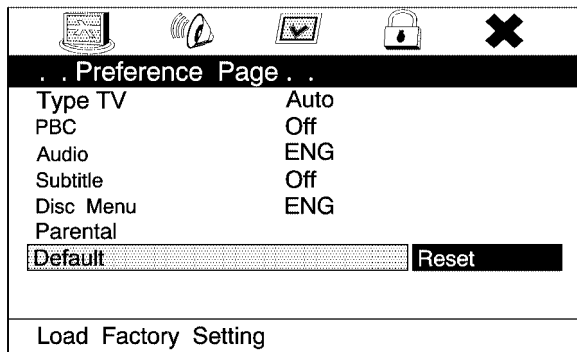 . . Preference Page . .
Type TV Auto
PBC Off
Audio ENG
Subtitle Off
Disc Menu ENG
Parental
Default Reset
Load Factory Setting